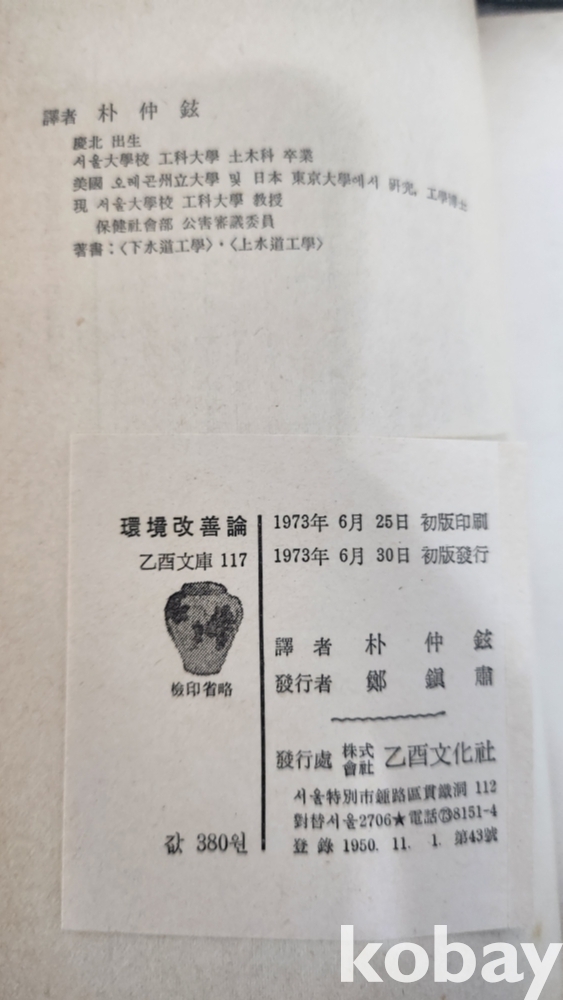 譯者 朴 仲 鉉
慶北 出生
서울大學校 工科大學 土木科 卒業
美國 오레곤州立大學 및 日本 東京大學에서 硏究, 工學博士
現 서울大學校 工科大學 教授
保健社會部 公害審議委員
著書 : 〈下水道工學〉·〈上水道工學〉
環境改善論
乙酉文庫 117
檢印省略
값 380원
1973年 6月 25日 初版印刷
1973年 6月 30日 初版發行
譯 者 朴 仲 鉉
發行者 鄭 鎭 肅
發行處 株式會社 乙酉文化社
서울特別市鍾路區貫鐵洞 112
對替서울2706★電話㉓8151-4
登 錄 1950. 11. 1. 第43號
kobay